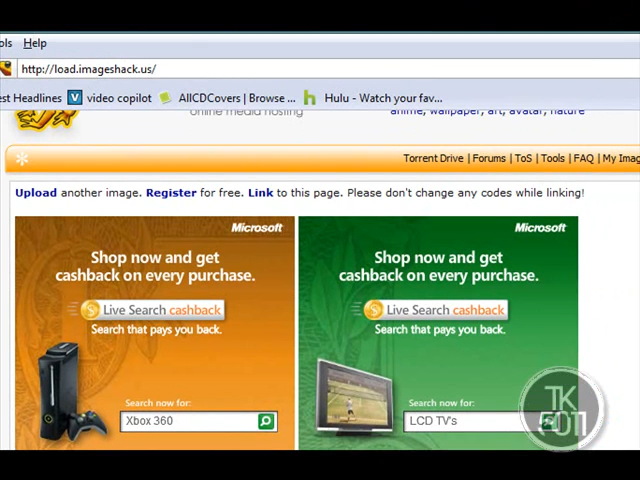 ols Help
http://load.imageshack.us/
est Headlines video copilot AllCDCovers | Browse ... Hulu - Watch your fav...
online media hosting anime, wallpaper, art, avatar, nature
Torrent Drive | Forums | ToS | Tools | FAQ | My Imag
Upload another image. Register for free. Link to this page. Please don't change any codes while linking!
Microsoft
Shop now and get
cashback on every purchase.
Live Search cashback
Search that pays you back.
Search now for:
Xbox 360
Microsoft
Shop now and get
cashback on every purchase.
Live Search cashback
Search that pays you back.
Search now for:
LCD TV's